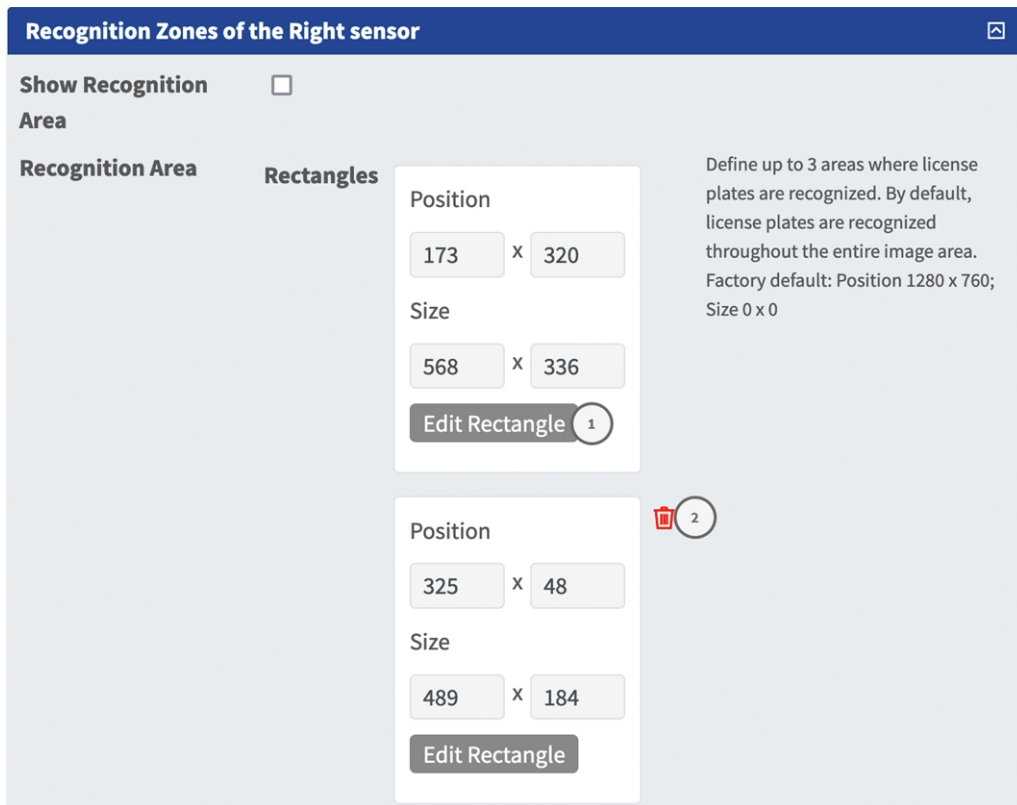 Recognition Zones of the Right sensor
Show Recognition
Area
Recognition Area
Rectangles
Position
173 x 320
Size
568 x 336
Edit Rectangle 1
Define up to 3 areas where license
plates are recognized. By default,
license plates are recognized
throughout the entire image area.
Factory default: Position 1280 x 760;
Size 0 x 0
2
Position
325 x 48
Size
489 x 184
Edit Rectangle